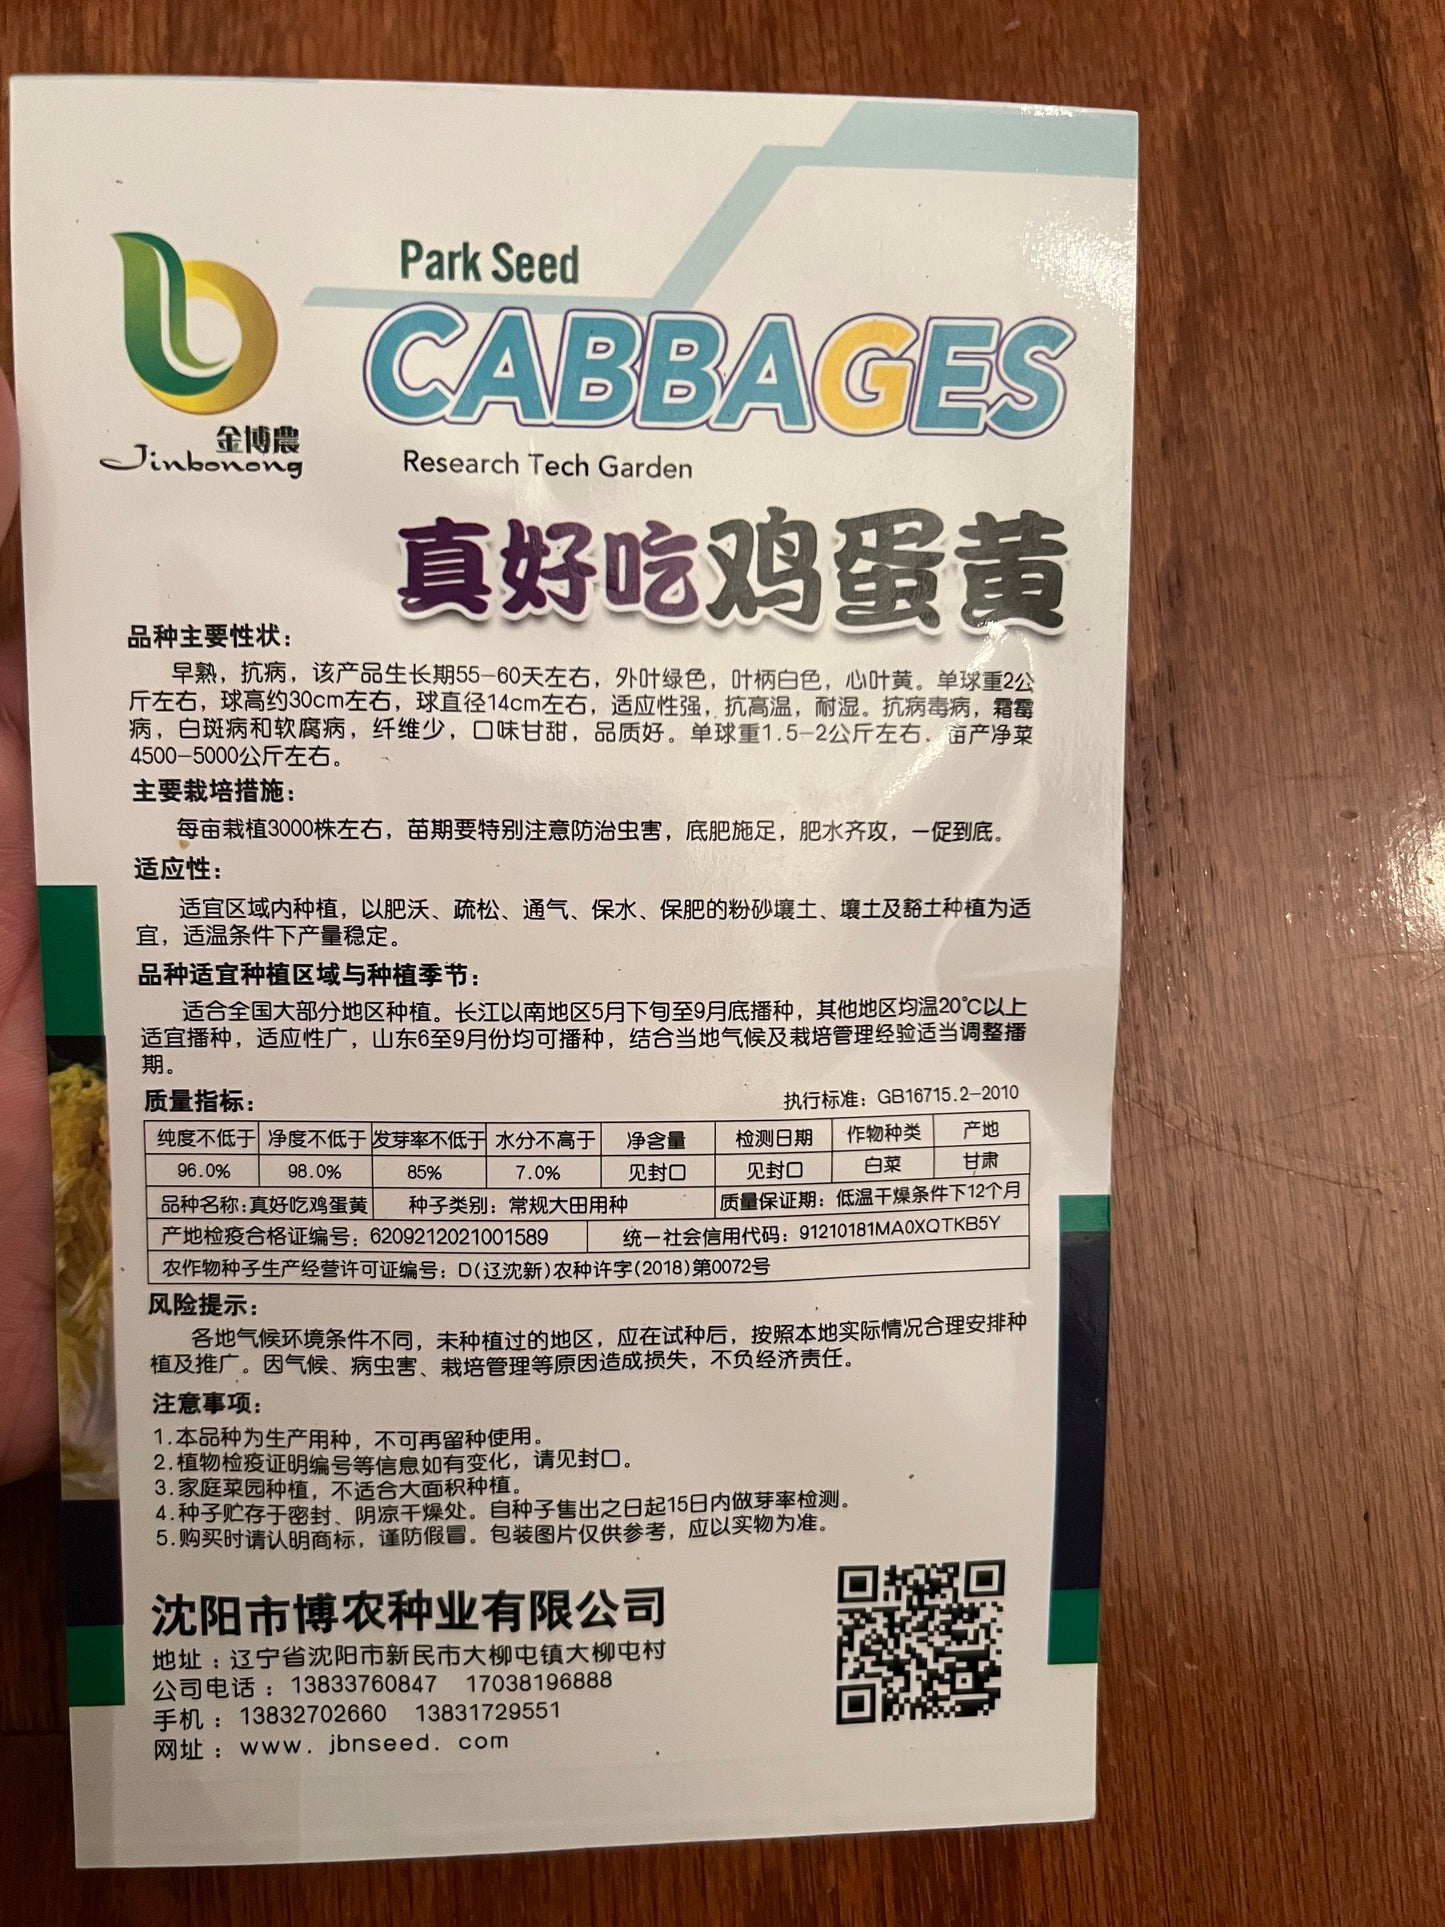 Park Seed
CABBAGES
金博農
Jinbonong
Research Tech Garden
真好吃鸡蛋黄
品种主要性状：
早熟，抗病，该产品生长期55-60天左右，外叶绿色，叶柄白色，心叶黄。单球重2公
斤左右，球高约30cm左右，球直径14cm左右，适应性强，抗高温，耐湿。抗病毒病，霜霉
病，白斑病和软腐病，纤维少，口味甘甜，品质好。单球重1.5-2公斤左右．亩产净菜
4500-5000公斤左右。
主要栽培措施：
每亩栽植3000株左右，苗期要特别注意防治虫害，底肥施足，肥水齐攻，一促到底。
适应性：
适宜区域内种植，以肥沃、疏松、通气、保水、保肥的粉砂壤土、壤土及豁土种植为适
宜，适温条件下产量稳定。
品种适宜种植区域与种植季节：
适合全国大部分地区种植。长江以南地区5月下旬至9月底播种，其他地区均温20℃以上
适宜播种，适应性广，山东6至9月份均可播种，结合当地气候及栽培管理经验适当调整播
期。
质量指标： 执行标准：GB16715.2-2010
纯度不低于 净度不低于 发芽率不低于 水分不高于 净含量 检测日期 作物种类 产地
96.0% 98.0% 85% 7.0% 见封口 见封口 白菜 甘肃
品种名称:真好吃鸡蛋黄 种子类别：常规大田用种 质量保证期：低温干燥条件下12个月
产地检疫合格证编号：6209212021001589 统一社会信用代码：91210181MA0XQTKB5Y
农作物种子生产经营许可证编号：D(辽沈新)农种许字(2018)第0072号
风险提示：
各地气候环境条件不同，未种植过的地区，应在试种后，按照本地实际情况合理安排种
植及推广。因气候、病虫害、栽培管理等原因造成损失，不负经济责任。
注意事项：
1.本品种为生产用种，不可再留种使用。
2.植物检疫证明编号等信息如有变化，请见封口。
3.家庭菜园种植，不适合大面积种植。
4.种子贮存于密封、阴凉干燥处。自种子售出之日起15日内做芽率检测。
5.购买时请认明商标，谨防假冒。包装图片仅供参考，应以实物为准。
沈阳市博农种业有限公司
地址：辽宁省沈阳市新民市大柳屯镇大柳屯村
公司电话：13833760847 17038196888
手机：13832702660 13831729551
网址：www. jbnseed. com